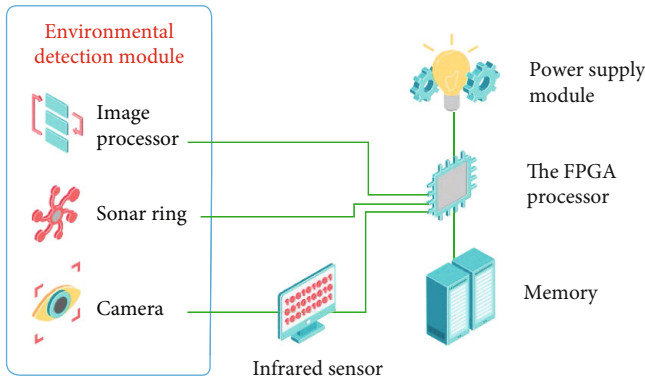 Environmental
detection module
Image
processor
Sonar ring
Camera
Infrared sensor
Power supply
module
The FPGA
processor
Memory